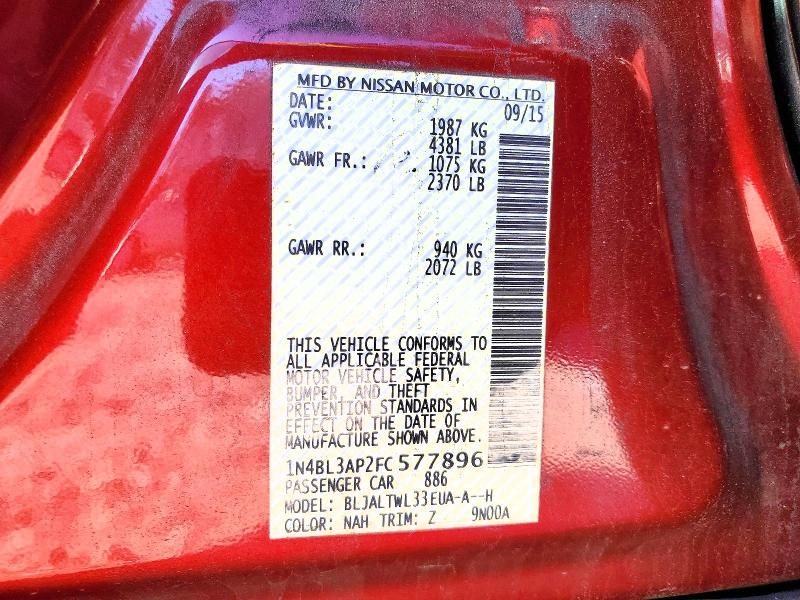 MFD BY NISSAN MOTOR CO., LTD.
DATE: 09/15
GVWR: 1987 KG
4381 LB
GAWR FR.: 1075 KG
2370 LB
GAWR RR.: 940 KG
2072 LB
THIS VEHICLE CONFORMS TO
ALL APPLICABLE FEDERAL
MOTOR VEHICLE SAFETY,
BUMPER, AND THEFT
PREVENTION STANDARDS IN
EFFECT ON THE DATE OF
MANUFACTURE SHOWN ABOVE.
1N4BL3AP2FC577896
PASSENGER CAR 886
MODEL: BLJALTWL33EUA-A--H
COLOR: NAH TRIM: Z 9N00A